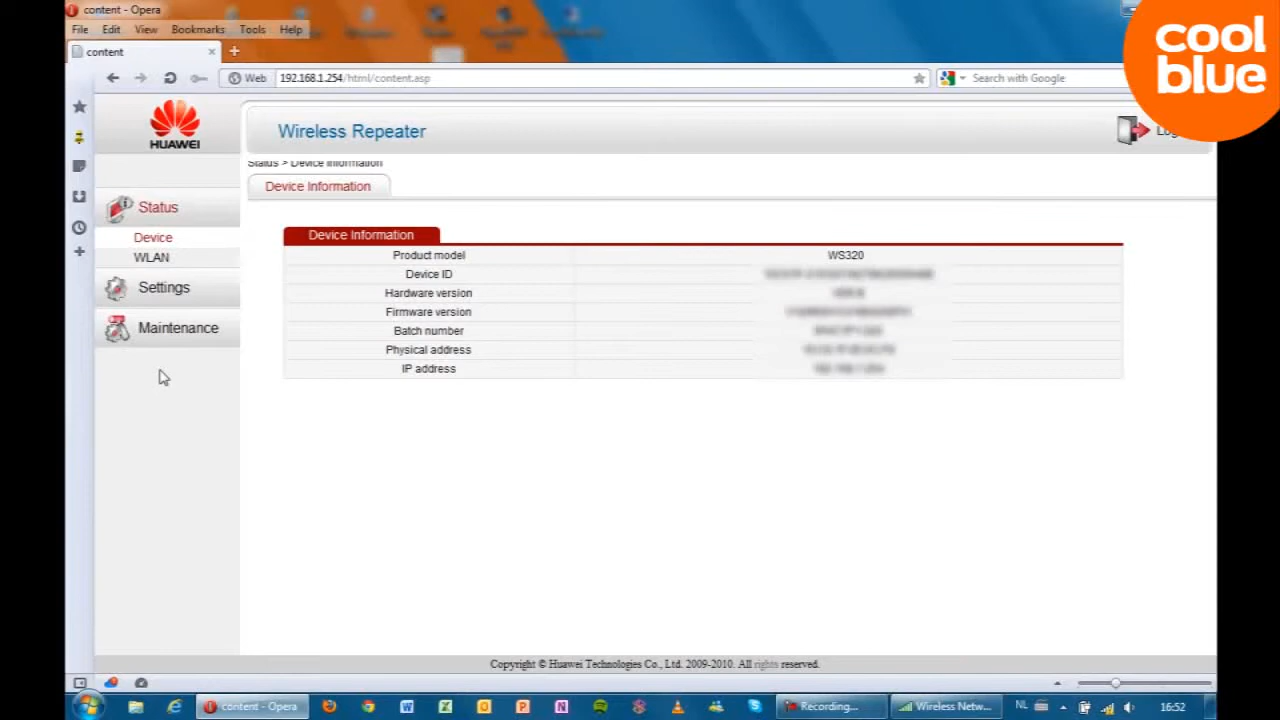 content - Opera
File Edit View Bookmarks Tools Help
content
Web 192.168.1.254/html/content.asp Search with Google
cool
blue
HUAWEI
Wireless Repeater
Status > Device Information
Device Information
Status
Device
WLAN
Settings
Maintenance
Device Information
Product model WS320
Device ID
Hardware version
Firmware version
Batch number
Physical address
IP address
Copyright © Huawei Technologies Co., Ltd. 2009-2010. All rights reserved.
content - Opera Recording... Wireless Netw... NL 16:52